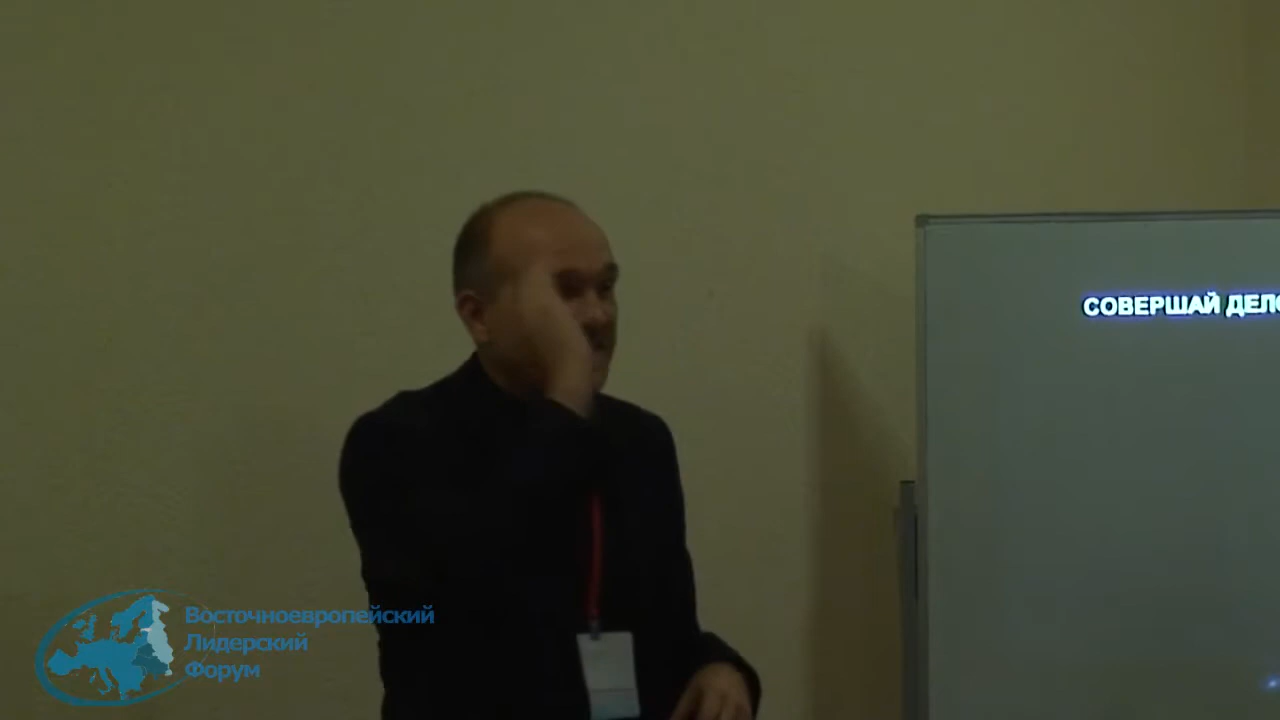 СОВЕРШАЙ
Восточноевропейский
Лидерский
Форум